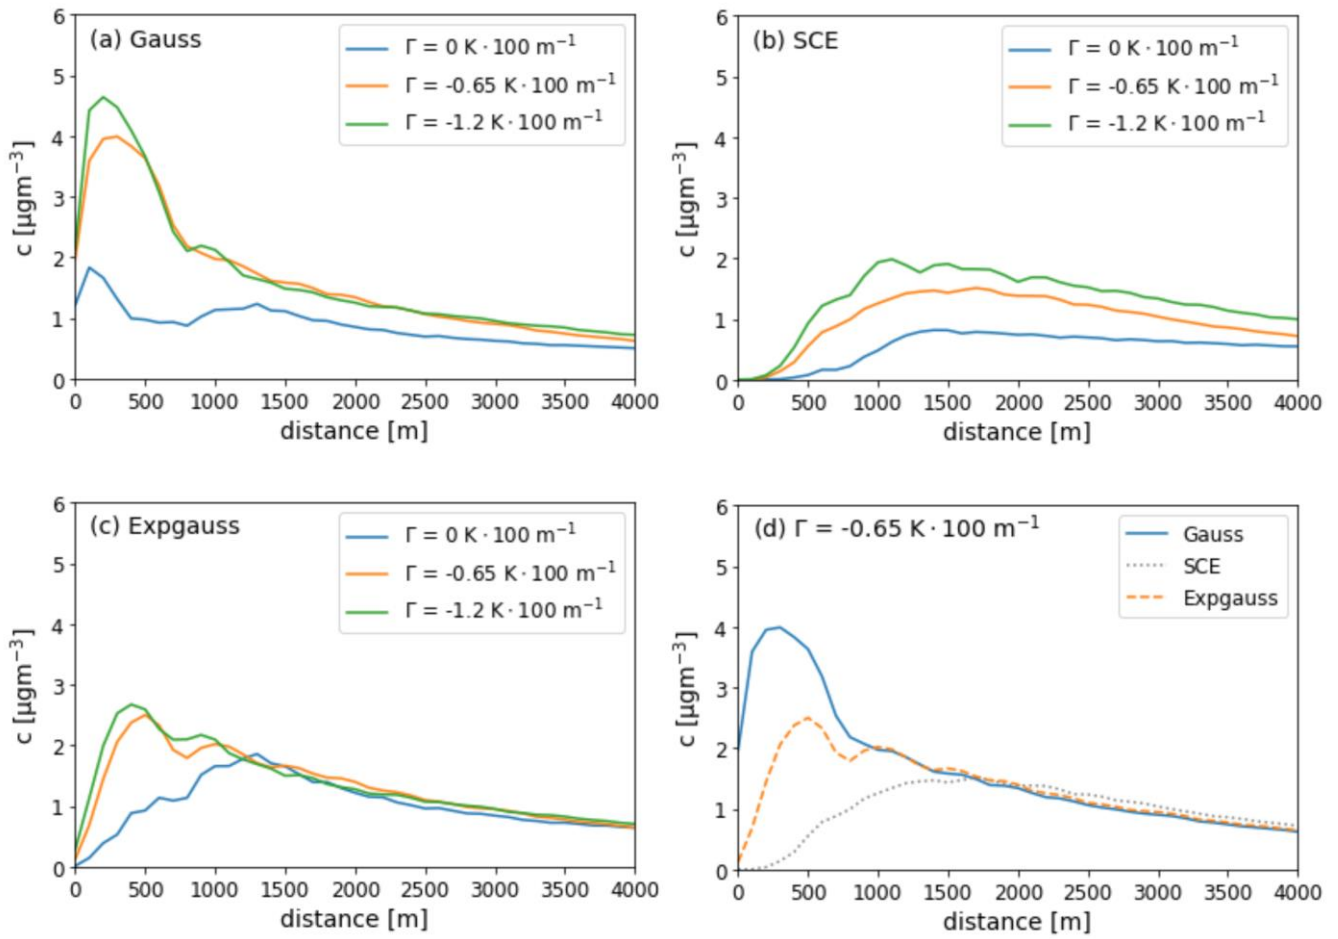 (a) Gauss
Γ = 0 K · 100 m⁻¹
Γ = -0.65 K · 100 m⁻¹
Γ = -1.2 K · 100 m⁻¹
6
5
4
3
2
1
0
c [μgm⁻³]
0 500 1000 1500 2000 2500 3000 3500 4000
distance [m]
(b) SCE
Γ = 0 K · 100 m⁻¹
Γ = -0.65 K · 100 m⁻¹
Γ = -1.2 K · 100 m⁻¹
6
5
4
3
2
1
0
c [μgm⁻³]
0 500 1000 1500 2000 2500 3000 3500 4000
distance [m]
(c) Expgauss
Γ = 0 K · 100 m⁻¹
Γ = -0.65 K · 100 m⁻¹
Γ = -1.2 K · 100 m⁻¹
6
5
4
3
2
1
0
c [μgm⁻³]
0 500 1000 1500 2000 2500 3000 3500 4000
distance [m]
(d) Γ = -0.65 K · 100 m⁻¹
Gauss
SCE
Expgauss
6
5
4
3
2
1
0
c [μgm⁻³]
0 500 1000 1500 2000 2500 3000 3500 4000
distance [m]